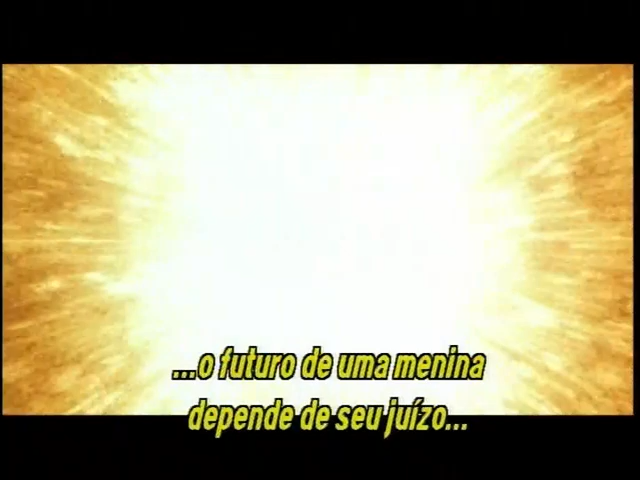 ...o futuro de uma menina
depende de seu juízo...